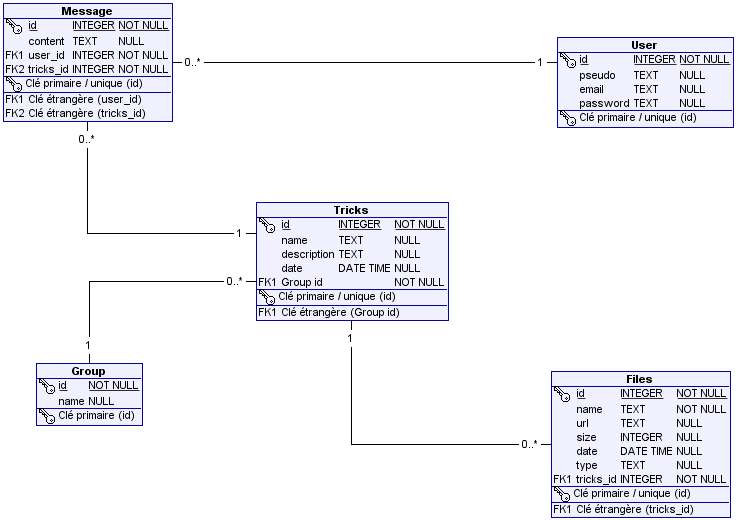 Message
id INTEGER NOT NULL
content TEXT NULL
FK1 user_id INTEGER NOT NULL
FK2 tricks_id INTEGER NOT NULL
Clé primaire / unique (id)
FK1 Clé étrangère (user_id)
FK2 Clé étrangère (tricks_id)
0..*
1
User
id INTEGER NOT NULL
pseudo TEXT NULL
email TEXT NULL
password TEXT NULL
Clé primaire / unique (id)
0..*
1
Tricks
id INTEGER NOT NULL
name TEXT NULL
description TEXT NULL
date DATE TIME NULL
FK1 Group id NOT NULL
Clé primaire / unique (id)
FK1 Clé étrangère (Group id)
0..*
1
Group
id NOT NULL
name NULL
Clé primaire (id)
1
0..*
Files
id INTEGER NOT NULL
name TEXT NOT NULL
url TEXT NULL
size INTEGER NULL
date DATE TIME NULL
type TEXT NULL
FK1 tricks_id INTEGER NOT NULL
Clé primaire / unique (id)
FK1 Clé étrangère (tricks_id)